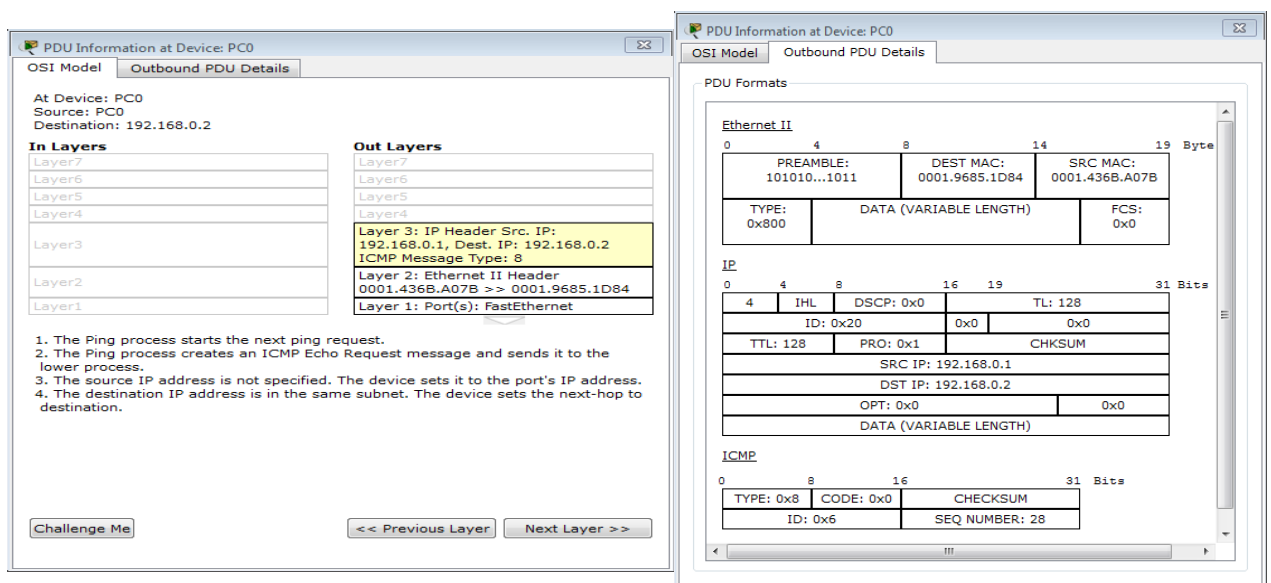 PDU Information at Device: PC0
OSI Model Outbound PDU Details
At Device: PC0
Source: PC0
Destination: 192.168.0.2
In Layers Out Layers
Layer7 Layer7
Layer6 Layer6
Layer5 Layer5
Layer4 Layer4
Layer3
Layer 3: IP Header Src. IP:
192.168.0.1, Dest. IP: 192.168.0.2
ICMP Message Type: 8
Layer2
Layer 2: Ethernet II Header
0001.436B.A07B >> 0001.9685.1D84
Layer1 Layer 1: Port(s): FastEthernet
1. The Ping process starts the next ping request.
2. The Ping process creates an ICMP Echo Request message and sends it to the
lower process.
3. The source IP address is not specified. The device sets it to the port's IP address.
4. The destination IP address is in the same subnet. The device sets the next-hop to
destination.
Challenge Me << Previous Layer Next Layer >>
PDU Information at Device: PC0
OSI Model Outbound PDU Details
PDU Formats
Ethernet II
0 4 8 14 19 Byte
PREAMBLE: DEST MAC: SRC MAC:
101010...1011 0001.9685.1D84 0001.436B.A07B
TYPE: DATA (VARIABLE LENGTH) FCS:
0x800 0x0
IP
0 4 8 16 19 31 Bits
4 IHL DSCP: 0x0 TL: 128
ID: 0x20 0x0 0x0
TTL: 128 PRO: 0x1 CHKSUM
SRC IP: 192.168.0.1
DST IP: 192.168.0.2
OPT: 0x0 0x0
DATA (VARIABLE LENGTH)
ICMP
0 8 16 31 Bits
TYPE: 0x8 CODE: 0x0 CHECKSUM
ID: 0x6 SEQ NUMBER: 28